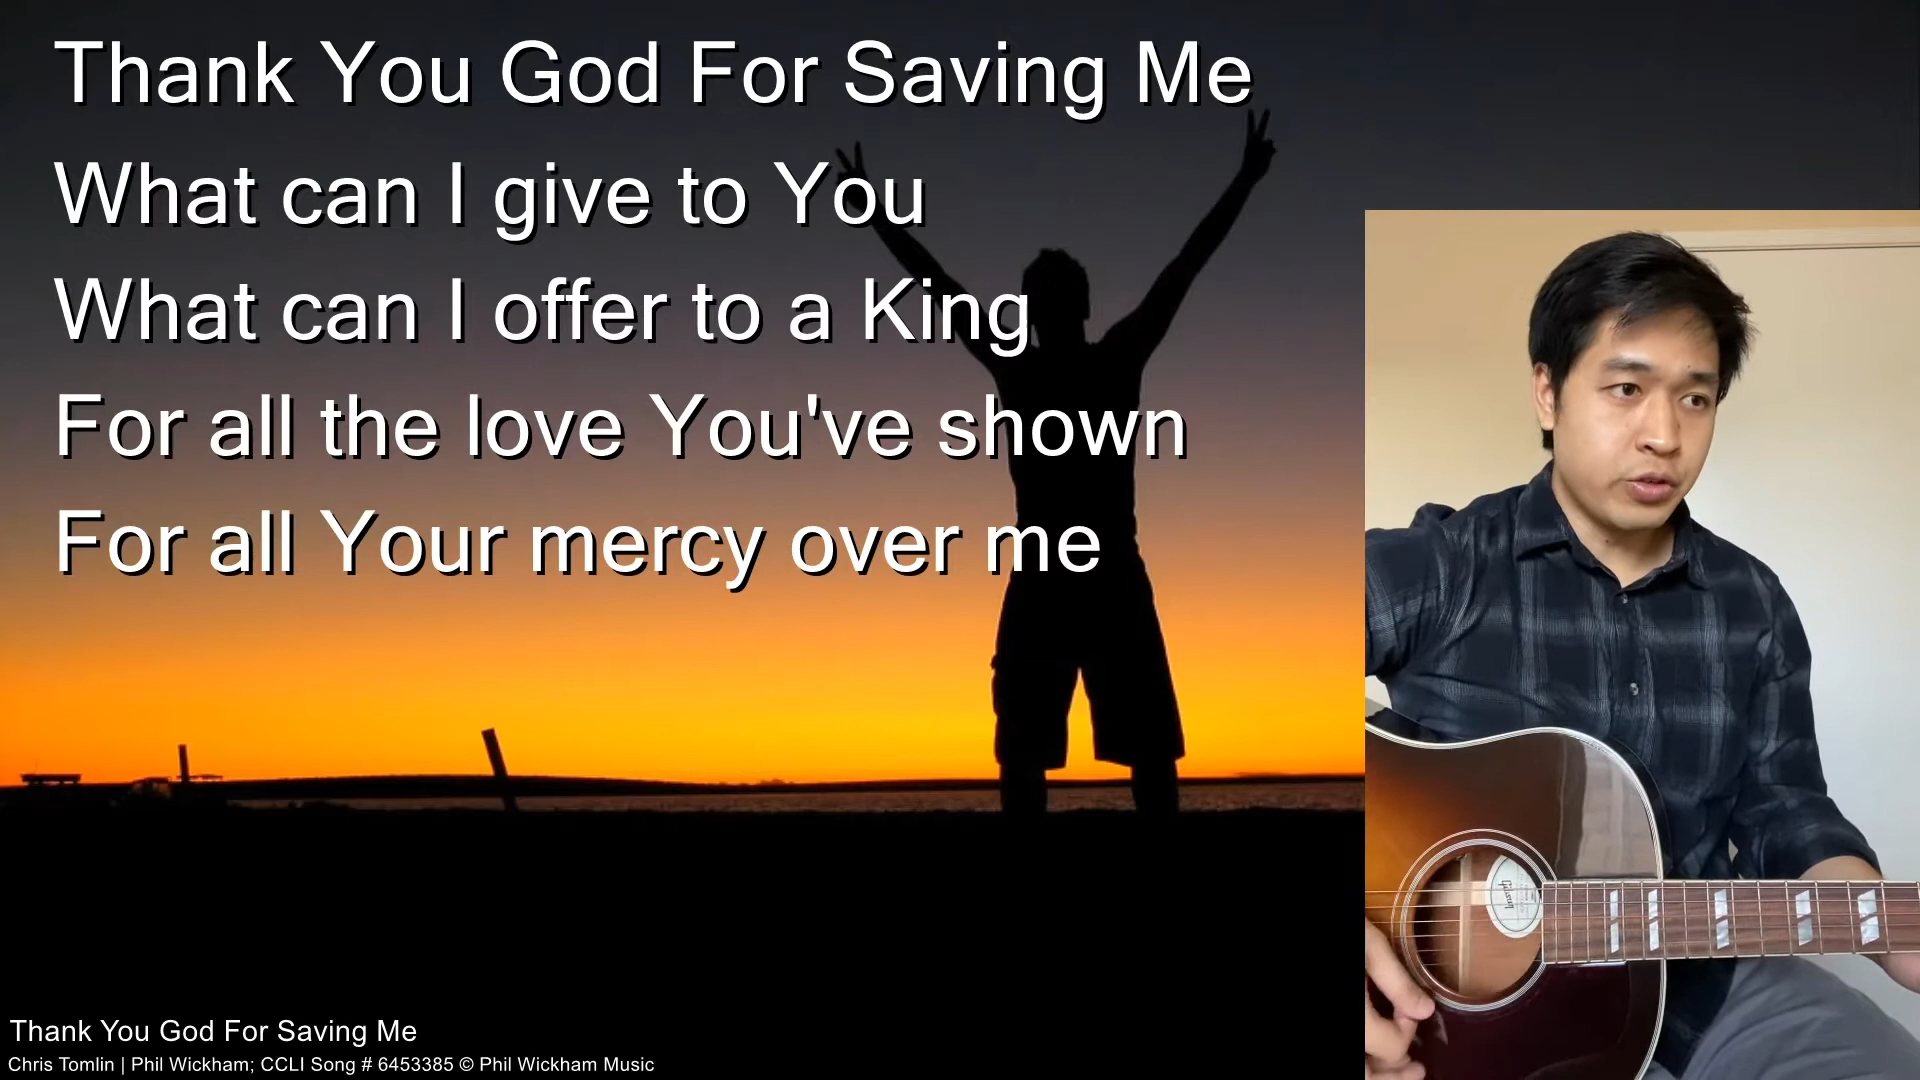 Thank You God For Saving Me
What can I give to You
What can I offer to a King
For all the love You've shown
For all Your mercy over me
Thank You God For Saving Me
Chris Tomlin | Phil Wickham; CCLI Song # 6453385 © Phil Wickham Music
Gibson